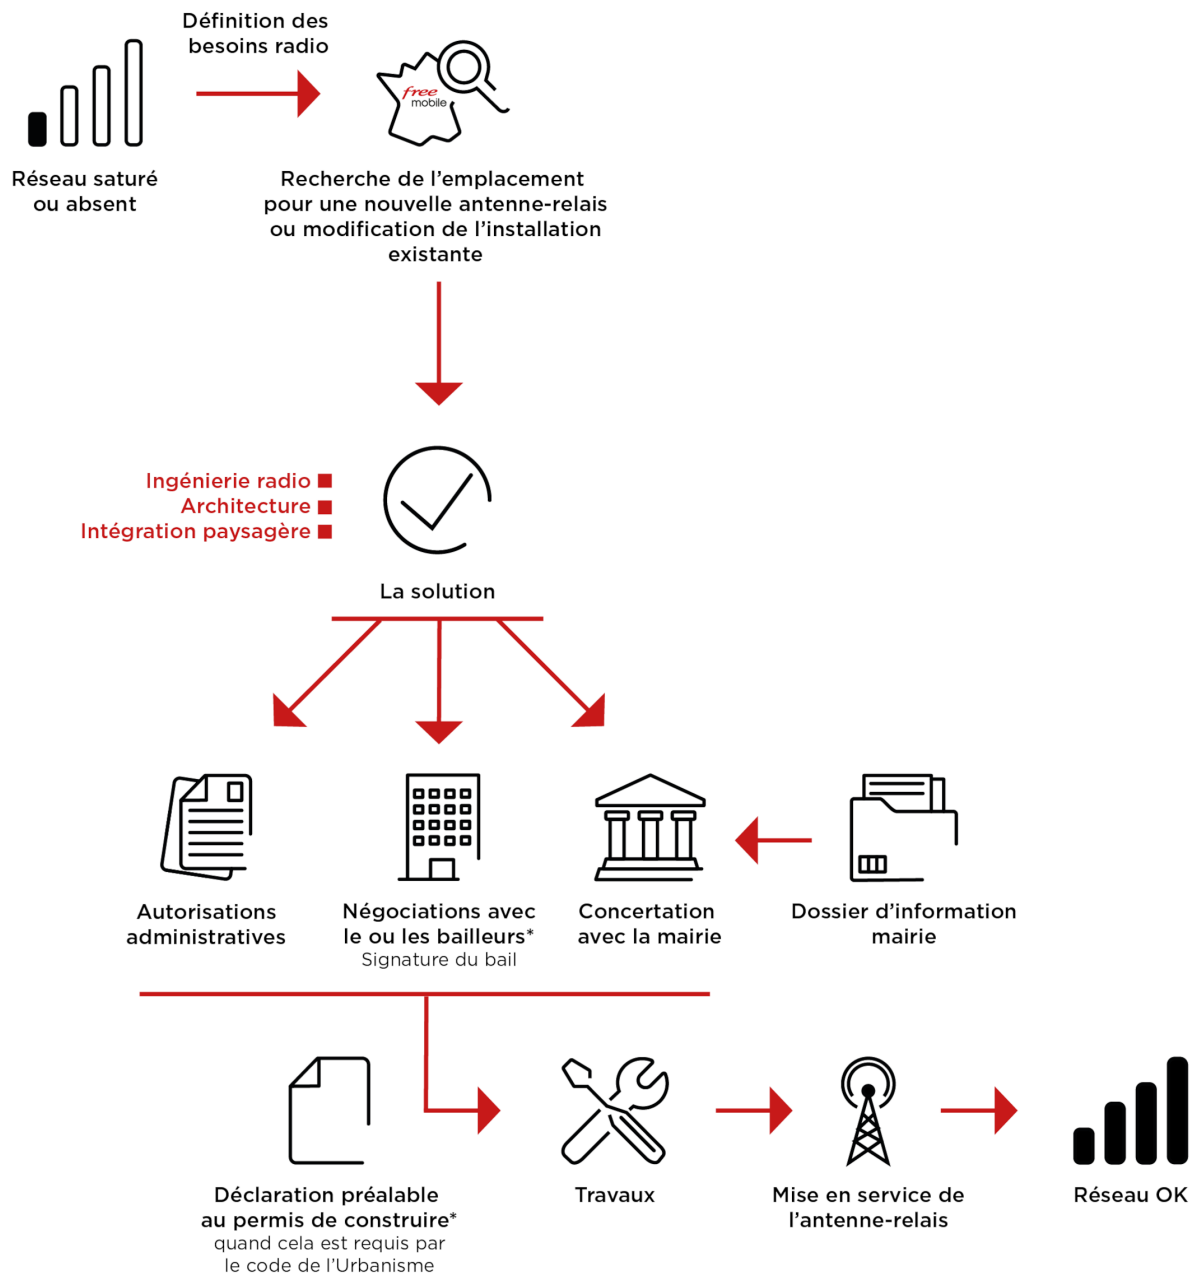 Définition des
besoins radio
free
mobile
Réseau saturé
ou absent
Recherche de l’emplacement
pour une nouvelle antenne-relais
ou modification de l’installation
existante
Ingénierie radio
Architecture
Intégration paysagère
La solution
Autorisations
administratives
Négociations avec
le ou les bailleurs*
Signature du bail
Concertation
avec la mairie
Dossier d’information
mairie
Déclaration préalable
au permis de construire*
quand cela est requis par
le code de l’Urbanisme
Travaux
Mise en service de
l’antenne-relais
Réseau OK